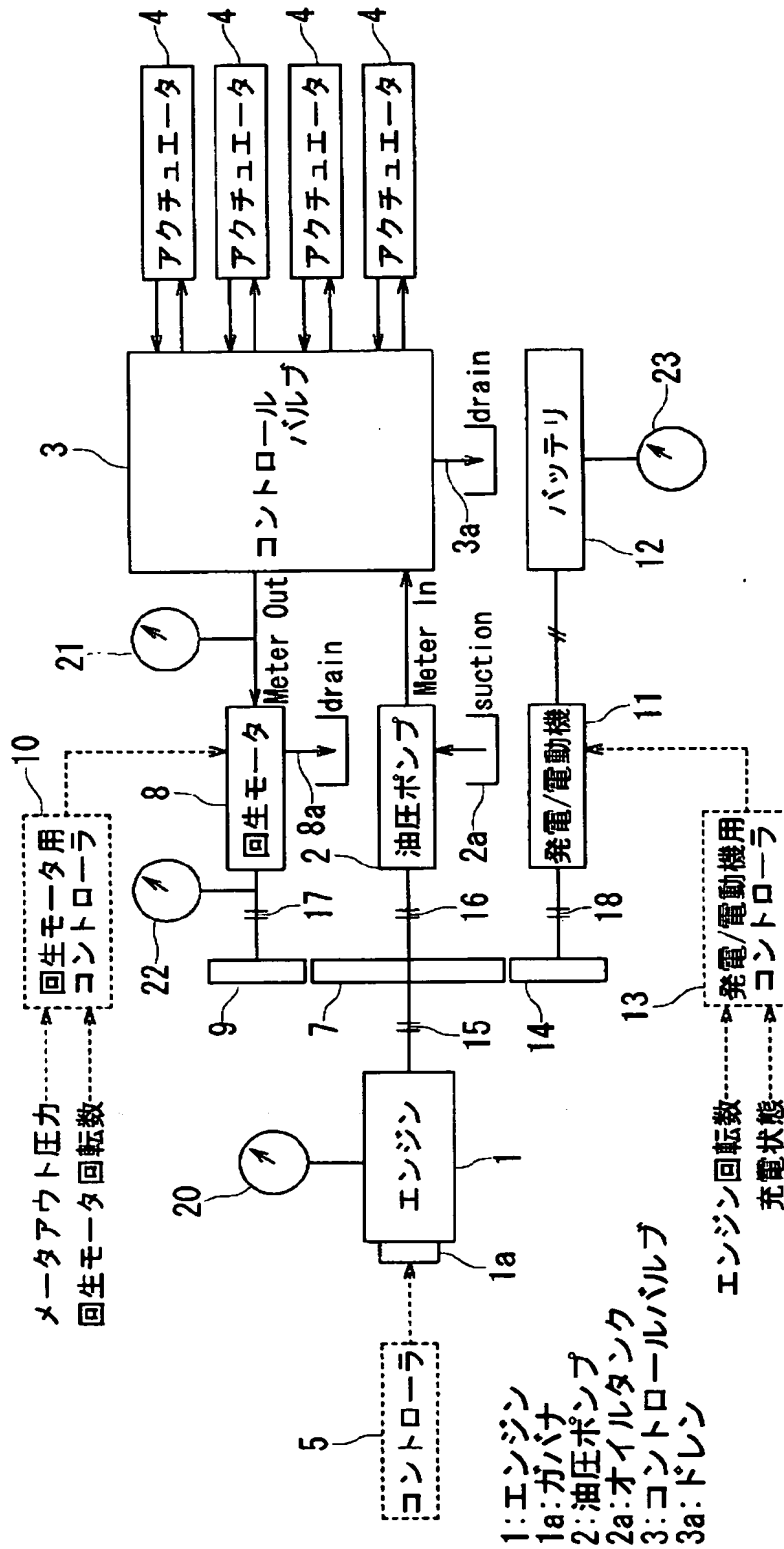 メータアウト圧力
回生モータ回転数
10
回生モータ用
コントローラ
21
22
8
回生モータ
8a
drain
Meter Out
3
コントロール
バルブ
3a
drain
アクチュエータ
4
アクチュエータ
4
アクチュエータ
4
アクチュエータ
4
20
9
17
7
2
油圧ポンプ
16
Meter In
2a
suction
15
エンジン
1
1a
コントローラ
5
14
18
発電/電動機
11
バッテリ
12
23
13
発電/電動機用
コントローラ
エンジン回転数
充電状態
1:エンジン
1a:ガバナ
2:油圧ポンプ
2a:オイルタンク
3:コントロールバルブ
3a:ドレン